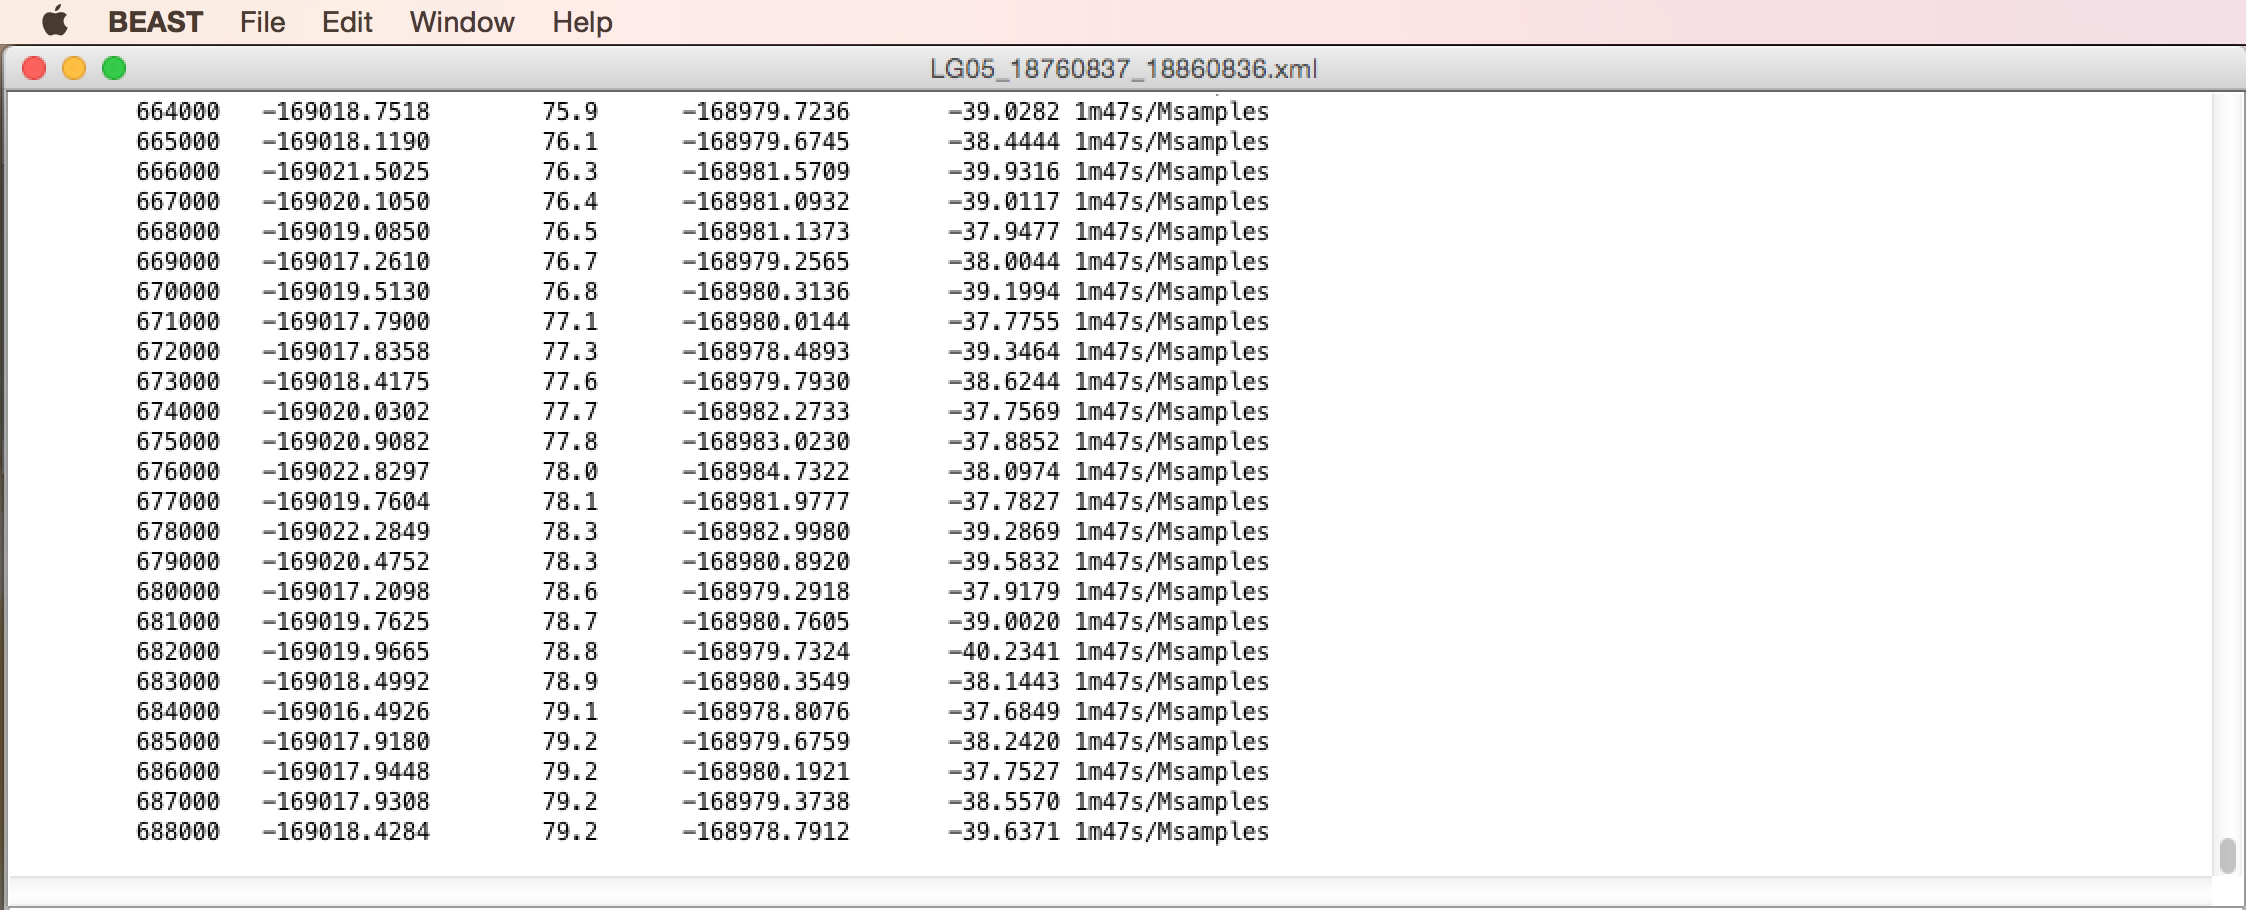 BEAST File Edit Window Help
LG05_18760837_18860836.xml
664000 -169018.7518 75.9 -168979.7236 -39.0282 1m47s/Msamples
665000 -169018.1190 76.1 -168979.6745 -38.4444 1m47s/Msamples
666000 -169021.5025 76.3 -168981.5709 -39.9316 1m47s/Msamples
667000 -169020.1050 76.4 -168981.0932 -39.0117 1m47s/Msamples
668000 -169019.0850 76.5 -168981.1373 -37.9477 1m47s/Msamples
669000 -169017.2610 76.7 -168979.2565 -38.0044 1m47s/Msamples
670000 -169019.5130 76.8 -168980.3136 -39.1994 1m47s/Msamples
671000 -169017.7900 77.1 -168980.0144 -37.7755 1m47s/Msamples
672000 -169017.8358 77.3 -168978.4893 -39.3464 1m47s/Msamples
673000 -169018.4175 77.6 -168979.7930 -38.6244 1m47s/Msamples
674000 -169020.0302 77.7 -168982.2733 -37.7569 1m47s/Msamples
675000 -169020.9082 77.8 -168983.0230 -37.8852 1m47s/Msamples
676000 -169022.8297 78.0 -168984.7322 -38.0974 1m47s/Msamples
677000 -169019.7604 78.1 -168981.9777 -37.7827 1m47s/Msamples
678000 -169022.2849 78.3 -168982.9980 -39.2869 1m47s/Msamples
679000 -169020.4752 78.3 -168980.8920 -39.5832 1m47s/Msamples
680000 -169017.2098 78.6 -168979.2918 -37.9179 1m47s/Msamples
681000 -169019.7625 78.7 -168980.7605 -39.0020 1m47s/Msamples
682000 -169019.9665 78.8 -168979.7324 -40.2341 1m47s/Msamples
683000 -169018.4992 78.9 -168980.3549 -38.1443 1m47s/Msamples
684000 -169016.4926 79.1 -168978.8076 -37.6849 1m47s/Msamples
685000 -169017.9180 79.2 -168979.6759 -38.2420 1m47s/Msamples
686000 -169017.9448 79.2 -168980.1921 -37.7527 1m47s/Msamples
687000 -169017.9308 79.2 -168979.3738 -38.5570 1m47s/Msamples
688000 -169018.4284 79.2 -168978.7912 -39.6371 1m47s/Msamples